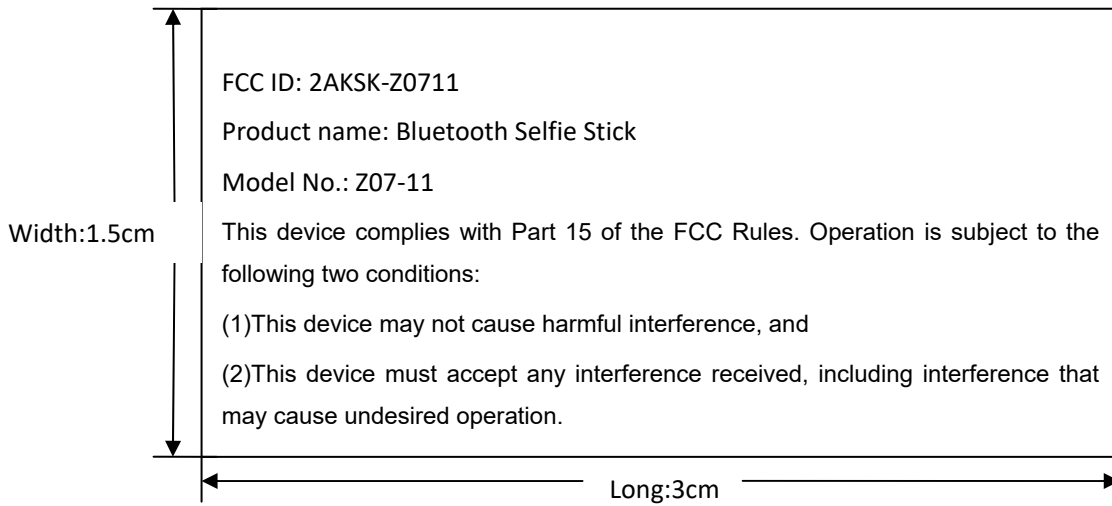 FCC ID: 2AKSK-Z0711
Product name: Bluetooth Selfie Stick
Model No.: Z07-11
Width:1.5cm
This device complies with Part 15 of the FCC Rules. Operation is subject to the
following two conditions:
(1)This device may not cause harmful interference, and
(2)This device must accept any interference received, including interference that
may cause undesired operation.
Long:3cm